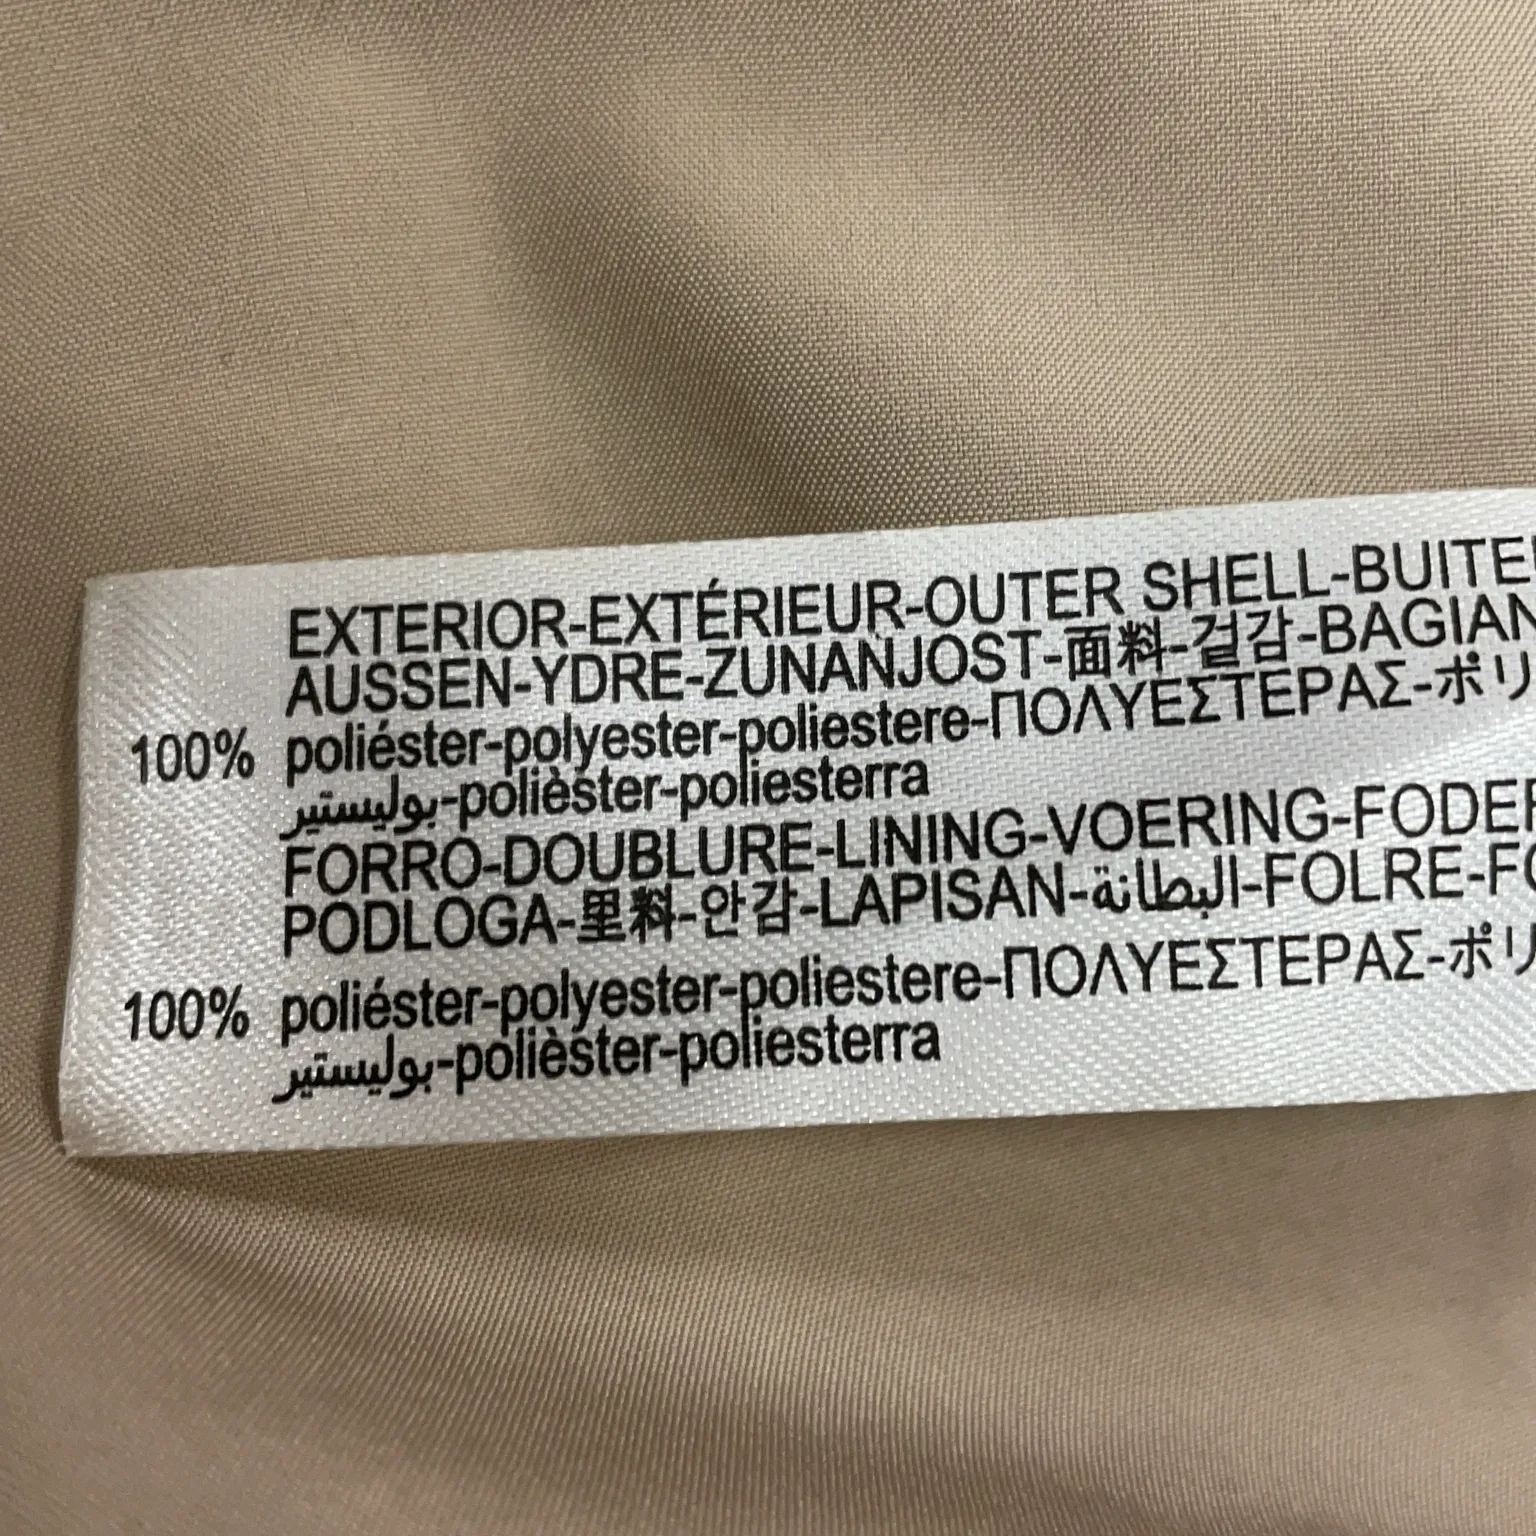 EXTERIOR-EXTÉRIEUR-OUTER SHELL-BUITE
AUSSEN-YDRE-ZUNANJOST-面料-겉감-BAGIAN
100% poliéster-polyester-poliestere-ΠΟΛΥΕΣΤΕΡΑΣ-ポリ
بوليستير-polièster-poliesterra
FORRO-DOUBLURE-LINING-VOERING-FODE
PODLOGA-里料-안감-LAPISAN-البطانة-FOLRE-FO
100% poliéster-polyester-poliestere-ΠΟΛΥΕΣΤΕΡΑΣ-ポリ
بوليستير-polièster-poliesterra